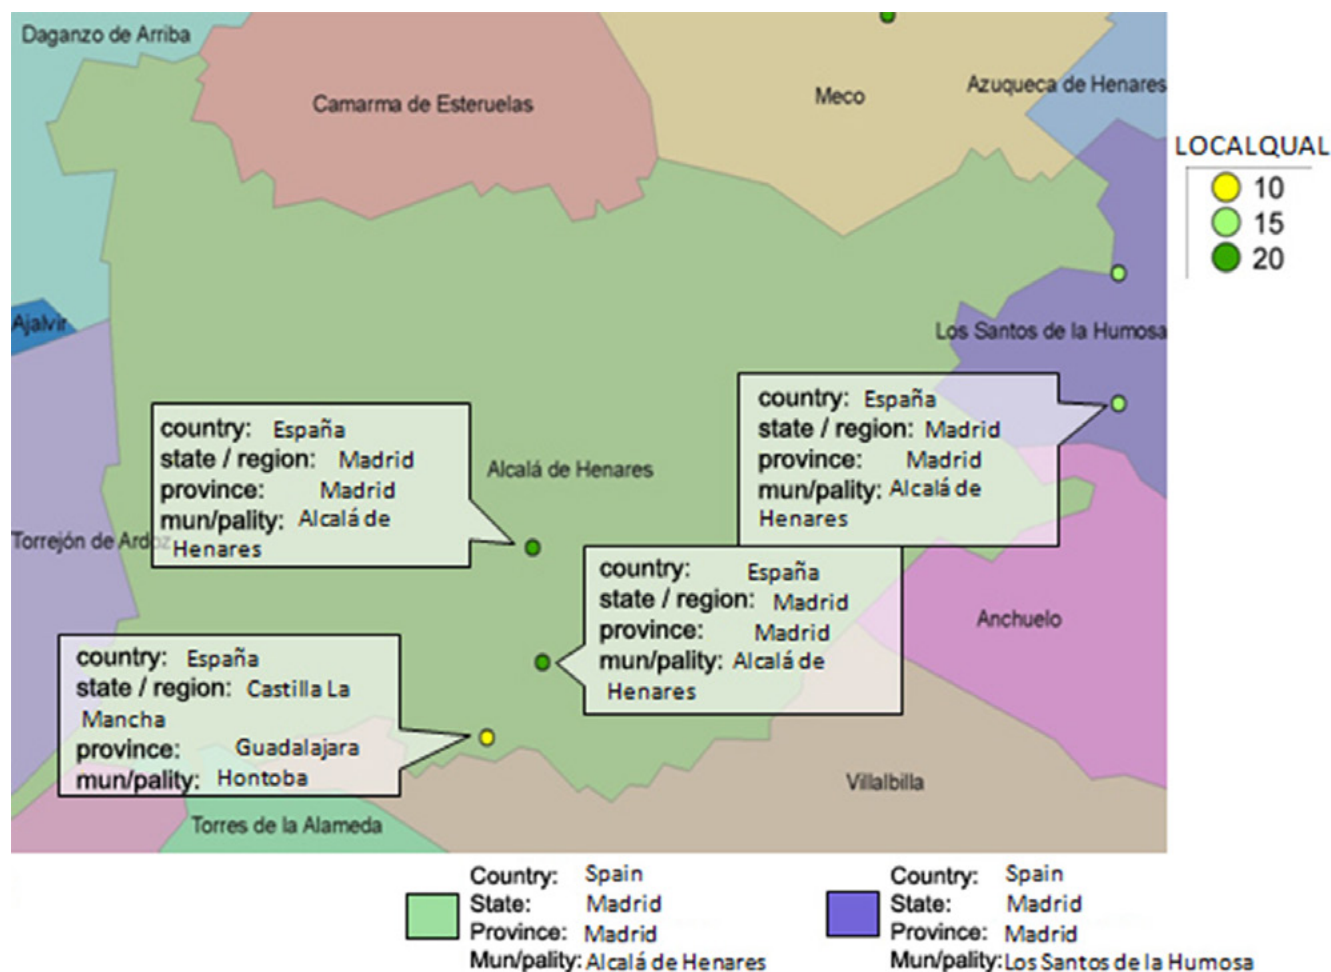 Daganzo de Arriba
Camarma de Esteruelas
Meco
Azuqueca de Henares
LOCALQUAL
10
15
20
Ajalvir
Los Santos de la Humosa
country: España
state / region: Madrid
province: Madrid
mun/pality: Alcalá de
Henares
Alcalá de Henares
country: España
state / region: Madrid
province: Madrid
mun/pality: Alcalá de
Henares
Torrejón de Ardoz
country: España
state / region: Madrid
province: Madrid
mun/pality: Alcalá de
Henares
Anchuelo
country: España
state / region: Castilla La
Mancha
province: Guadalajara
mun/pality: Hontoba
Villalbilla
Torres de la Alameda
Country: Spain
State: Madrid
Province: Madrid
Mun/pality: Alcalá de Henares
Country: Spain
State: Madrid
Province: Madrid
Mun/pality: Los Santos de la Humosa